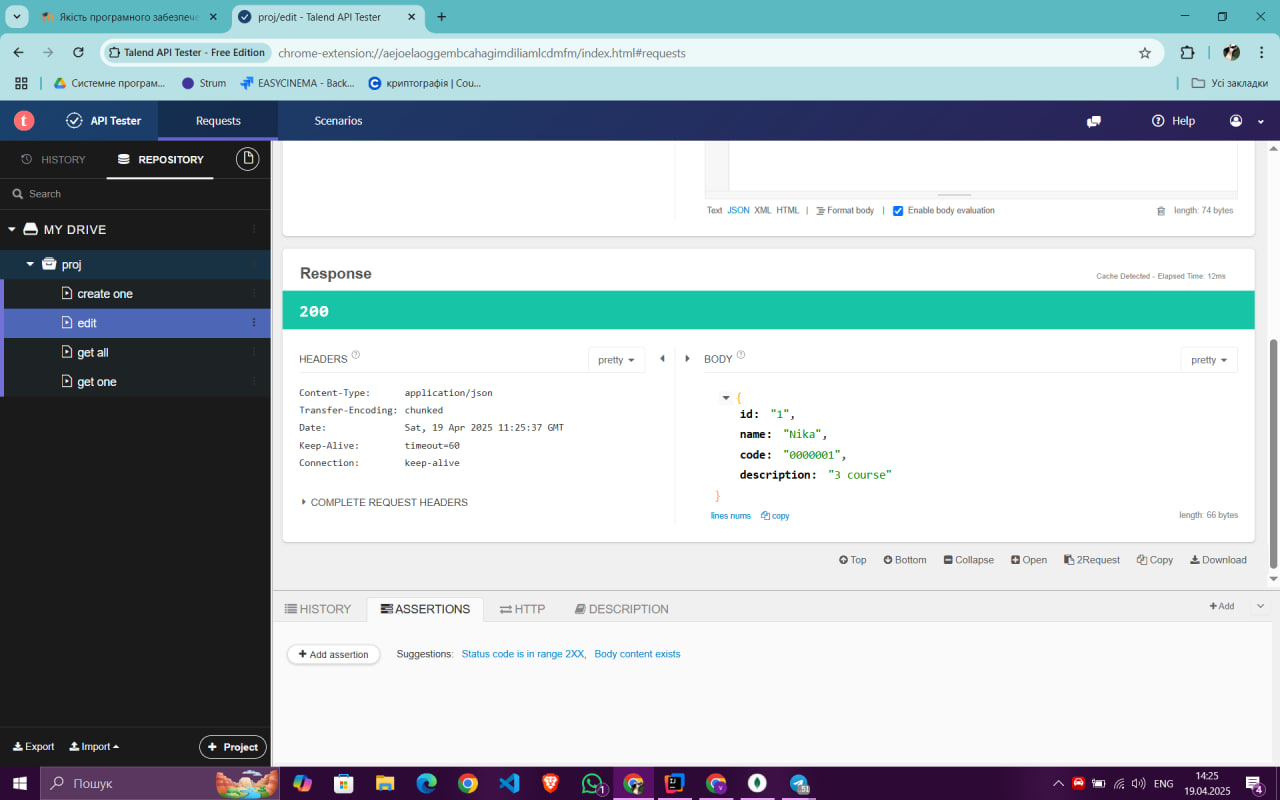 Якість програмного забезпече
proj/edit - Talend API Tester
Talend API Tester - Free Edition
chrome-extension://aejoelaoggembcahagimdiliamlcdmfm/index.html#requests
Системне програм...
Strum
EASYCINEMA - Back...
криптографія | Cou...
Усі закладки
t
API Tester
Requests
Scenarios
Help
HISTORY
REPOSITORY
Search
MY DRIVE
proj
create one
edit
get all
get one
Export
Import
+ Project
Text JSON XML HTML | Format body | Enable body evaluation
length: 74 bytes
Response
Cache Detected - Elapsed Time: 12ms
200
HEADERS ?
pretty
Content-Type: application/json
Transfer-Encoding: chunked
Date: Sat, 19 Apr 2025 11:25:37 GMT
Keep-Alive: timeout=60
Connection: keep-alive
COMPLETE REQUEST HEADERS
BODY ?
pretty
{
id: "1",
name: "Nika",
code: "0000001",
description: "3 course"
}
lines nums copy
length: 66 bytes
Top Bottom Collapse Open 2Request Copy Download
HISTORY ASSERTIONS HTTP DESCRIPTION
+ Add
+ Add assertion
Suggestions: Status code is in range 2XX, Body content exists
Пошук
1
51
ENG
14:25
19.04.2025
4